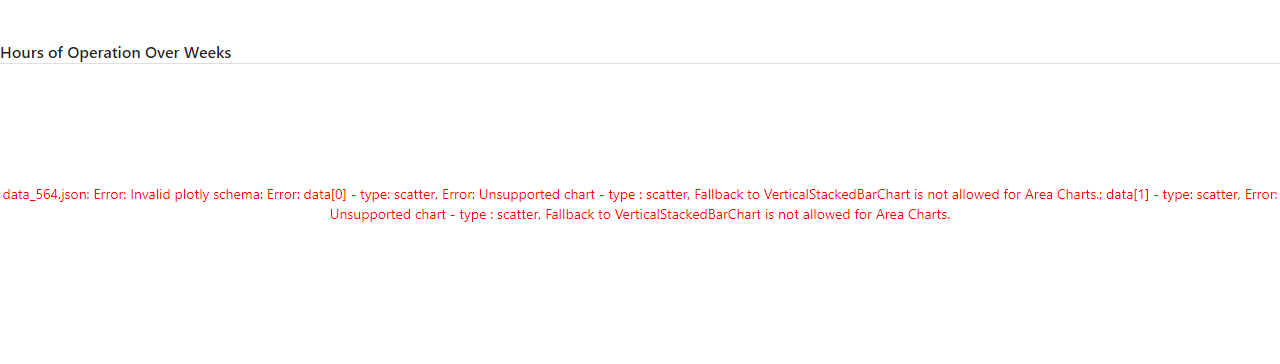 Hours of Operation Over Weeks
data_564.json: Error: Invalid plotly schema: Error: data[0] - type: scatter, Error: Unsupported chart - type : scatter, Fallback to VerticalStackedBarChart is not allowed for Area Charts.; data[1] - type: scatter, Error:
Unsupported chart - type : scatter, Fallback to VerticalStackedBarChart is not allowed for Area Charts.